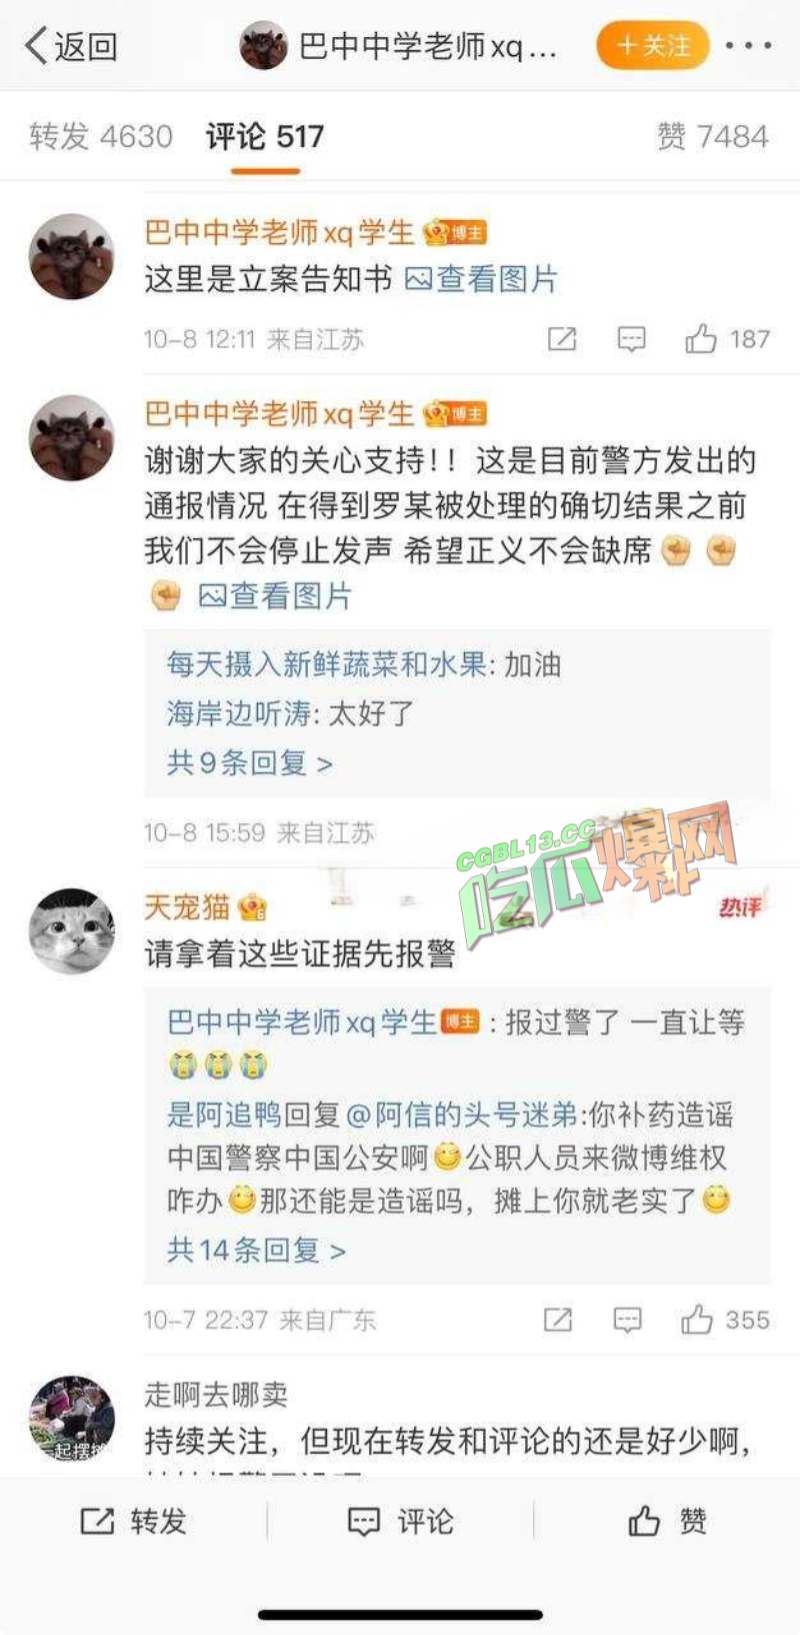 返回
巴中中学老师xq...
+关注
转发 4630
评论 517
赞 7484
巴中中学老师xq学生 博主
这里是立案告知书 查看图片
10-8 12:11 来自江苏
187
巴中中学老师xq学生 博主
谢谢大家的关心支持!! 这是目前警方发出的
通报情况 在得到罗某被处理的确切结果之前
我们不会停止发声 希望正义不会缺席
查看图片
每天摄入新鲜蔬菜和水果: 加油
海岸边听涛: 太好了
共9条回复 >
10-8 15:59 来自江苏
CGBL13.CC
吃瓜爆网
天宠猫
热评
请拿着这些证据先报警
巴中中学老师xq学生 博主 : 报过警了 一直让等
是阿追鸭回复@阿信的头号迷弟:你补药造谣
中国警察中国公安啊 公职人员来微博维权
咋办 那还能是造谣吗，摊上你就老实了
共14条回复 >
10-7 22:37 来自广东
355
走啊去哪卖
一起摆摊
持续关注，但现在转发和评论的还是好少啊，
转发
评论
赞